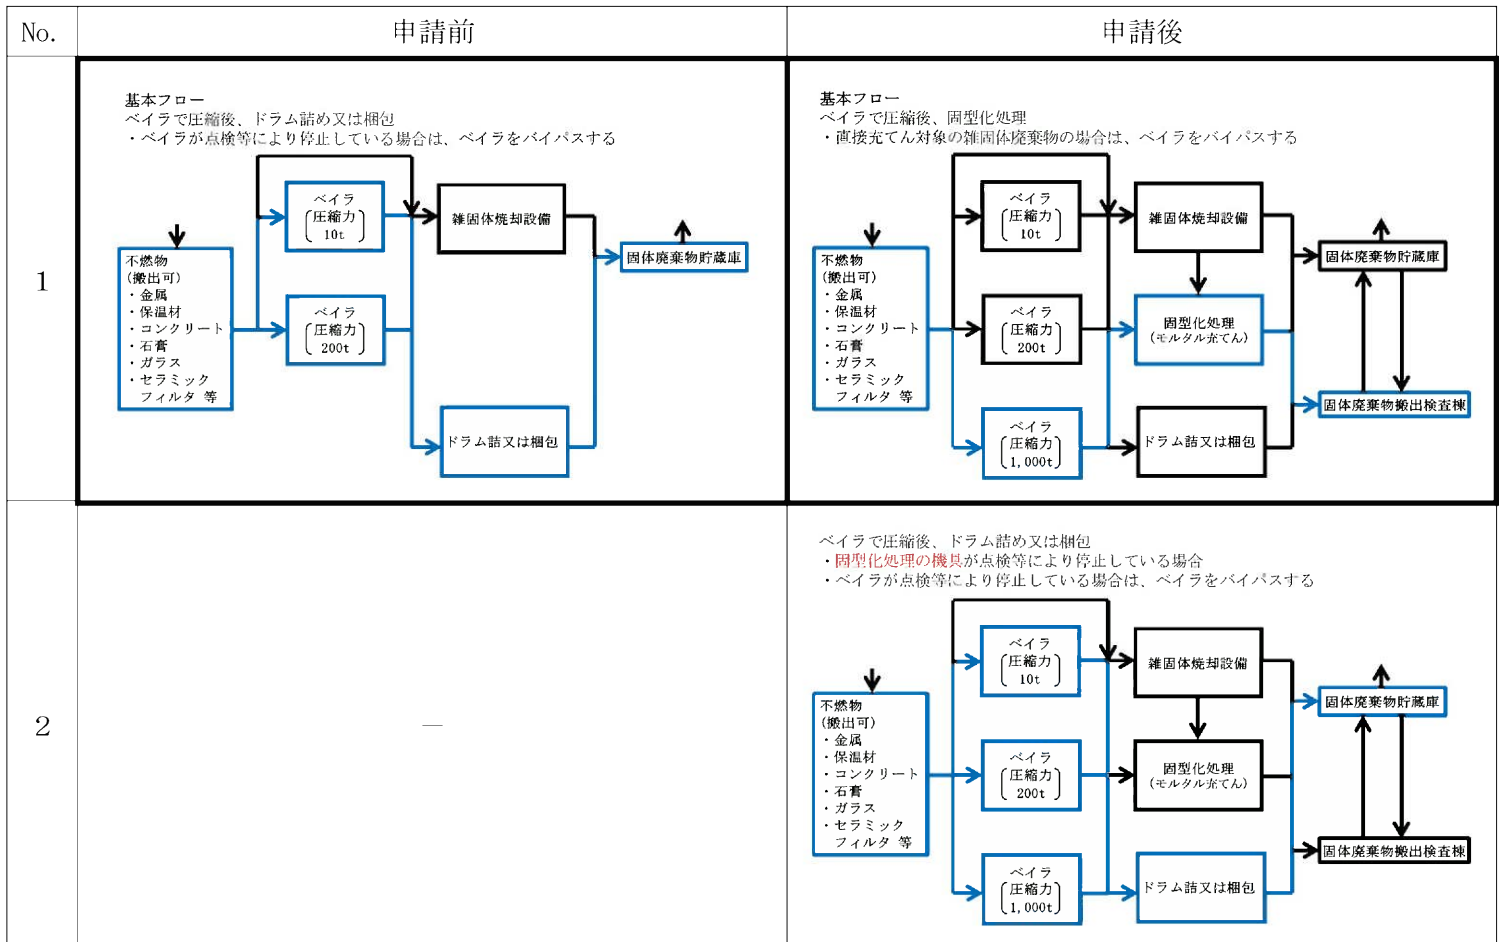 No.
申請前
申請後
1
基本フロー
ベイラで圧縮後、ドラム詰め又は梱包
・ベイラが点検等により停止している場合は、ベイラをバイパスする
不燃物
(搬出可)
・金属
・保温材
・コンクリート
・石膏
・ガラス
・セラミック
フィルタ 等
ベイラ
圧縮力
10t
ベイラ
圧縮力
200t
雑固体焼却設備
ドラム詰又は梱包
固体廃棄物貯蔵庫
基本フロー
ベイラで圧縮後、固型化処理
・直接充てん対象の雑固体廃棄物の場合は、ベイラをバイパスする
不燃物
(搬出可)
・金属
・保温材
・コンクリート
・石膏
・ガラス
・セラミック
フィルタ 等
ベイラ
圧縮力
10t
ベイラ
圧縮力
200t
ベイラ
圧縮力
1,000t
雑固体焼却設備
固型化処理
(モルタル充てん)
ドラム詰又は梱包
固体廃棄物貯蔵庫
固体廃棄物搬出検査棟
2
―
ベイラで圧縮後、ドラム詰め又は梱包
・固型化処理の機具が点検等により停止している場合
・ベイラが点検等により停止している場合は、ベイラをバイパスする
不燃物
(搬出可)
・金属
・保温材
・コンクリート
・石膏
・ガラス
・セラミック
フィルタ 等
ベイラ
圧縮力
10t
ベイラ
圧縮力
200t
ベイラ
圧縮力
1,000t
雑固体焼却設備
固型化処理
(モルタル充てん)
ドラム詰又は梱包
固体廃棄物貯蔵庫
固体廃棄物搬出検査棟